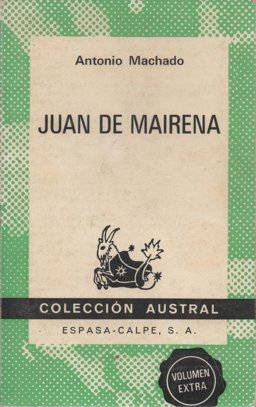 Antonio Machado
JUAN DE MAIRENA
COLECCIÓN AUSTRAL
ESPASA-CALPE, S. A.
VOLUMEN
EXTRA